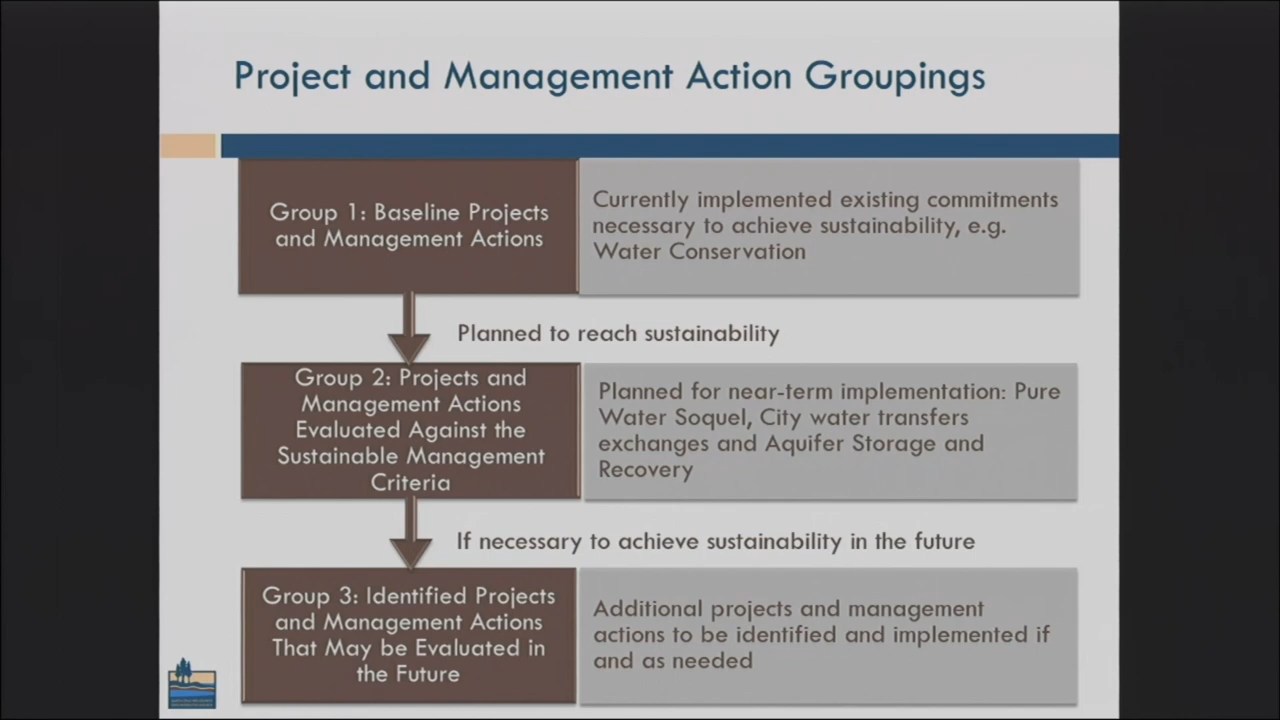 Project and Management Action Groupings
Group 1: Baseline Projects
and Management Actions
Currently implemented existing commitments
necessary to achieve sustainability, e.g.
Water Conservation
Planned to reach sustainability
Group 2: Projects and
Management Actions
Evaluated Against the
Sustainable Management
Criteria
Planned for near-term implementation: Pure
Water Soquel, City water transfers
exchanges and Aquifer Storage and
Recovery
If necessary to achieve sustainability in the future
Group 3: Identified Projects
and Management Actions
That May be Evaluated in
the Future
Additional projects and management
actions to be identified and implemented if
and as needed